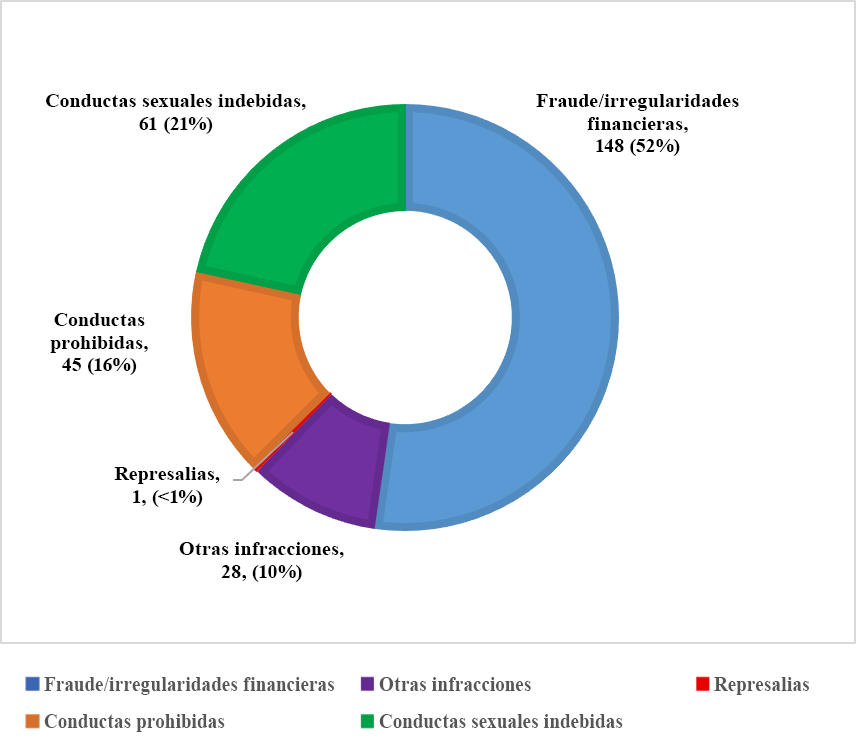 Conductas sexuales indebidas,
61 (21%)
Fraude/irregularidades
financieras,
148 (52%)
Conductas
prohibidas,
45 (16%)
Represalias,
1, (<1%)
Otras infracciones,
28, (10%)
Fraude/irregularidades financieras
Otras infracciones
Represalias
Conductas prohibidas
Conductas sexuales indebidas